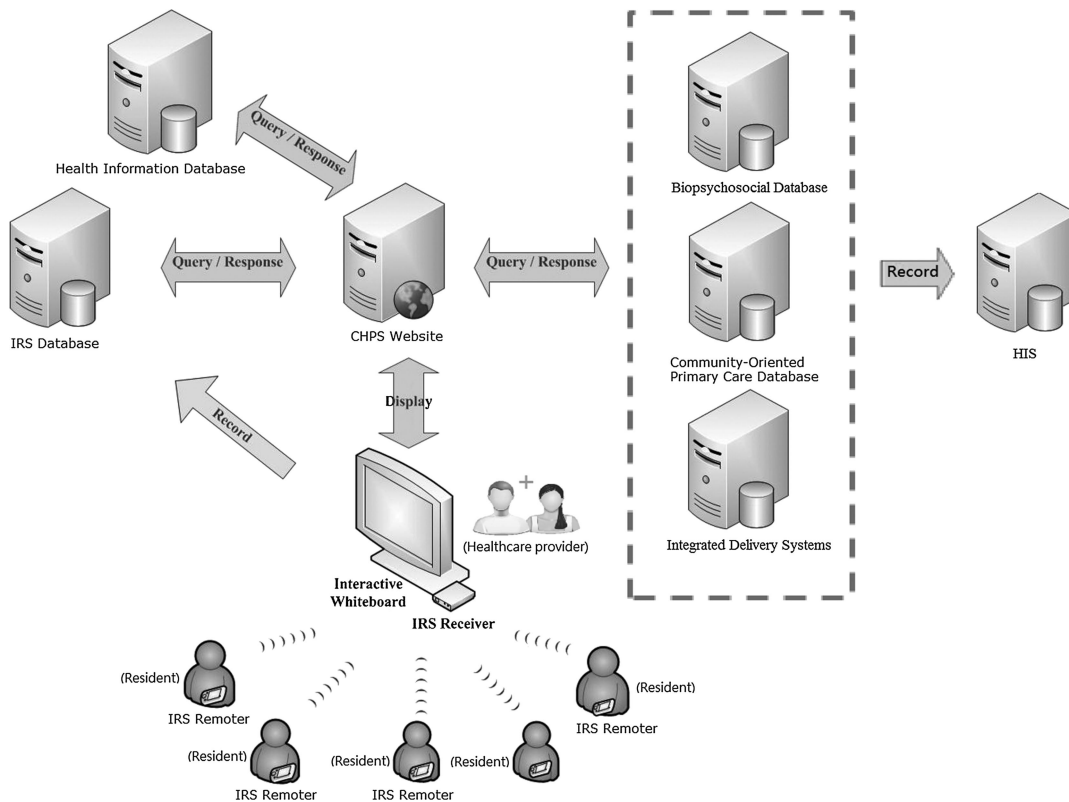 Health Information Database
Query / Response
Biopsychosocial Database
IRS Database
Query / Response
CHPS Website
Query / Response
Community-Oriented
Primary Care Database
Record
HIS
Record
Display
Integrated Delivery Systems
(Healthcare provider)
Interactive
Whiteboard
IRS Receiver
(Resident)
IRS Remoter
(Resident)
IRS Remoter
(Resident)
IRS Remoter
(Resident)
(Resident)
IRS Remoter